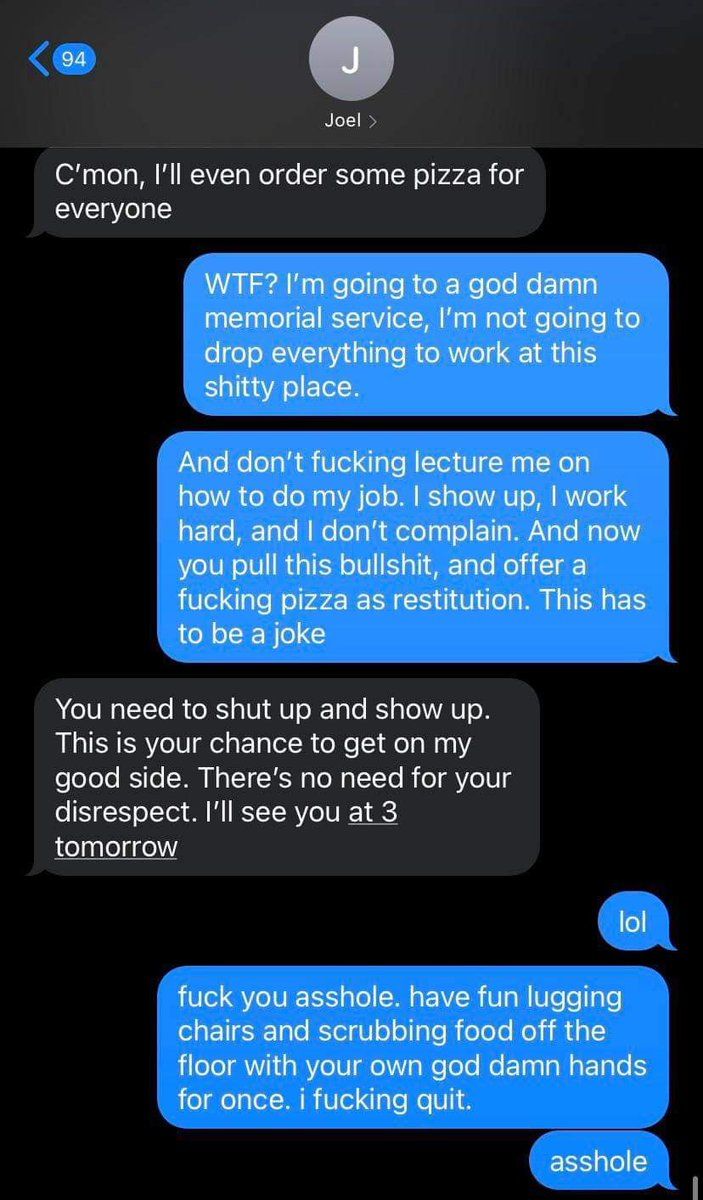 94
J
Joel
C’mon, I’ll even order some pizza for
everyone
WTF? I’m going to a god damn
memorial service, I’m not going to
drop everything to work at this
shitty place.
And don’t fucking lecture me on
how to do my job. I show up, I work
hard, and I don’t complain. And now
you pull this bullshit, and offer a
fucking pizza as restitution. This has
to be a joke
You need to shut up and show up.
This is your chance to get on my
good side. There’s no need for your
disrespect. I’ll see you at 3
tomorrow
lol
fuck you asshole. have fun lugging
chairs and scrubbing food off the
floor with your own god damn hands
for once. i fucking quit.
asshole